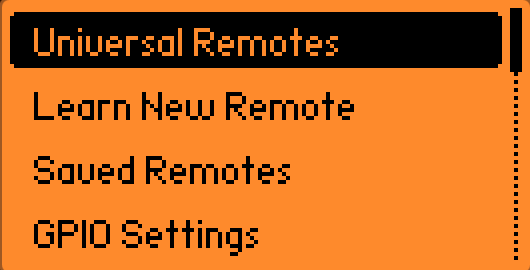 Universal Remotes
Learn New Remote
Saved Remotes
GPIO Settings